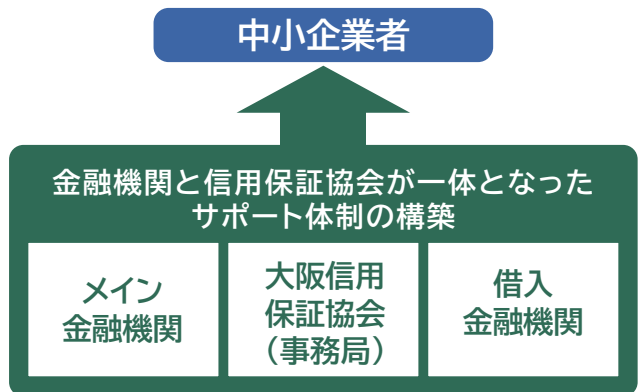 中小企業者
金融機関と信用保証協会が一体となった
サポート体制の構築
メイン
金融機関
大阪信用
保証協会
（事務局）
借入
金融機関